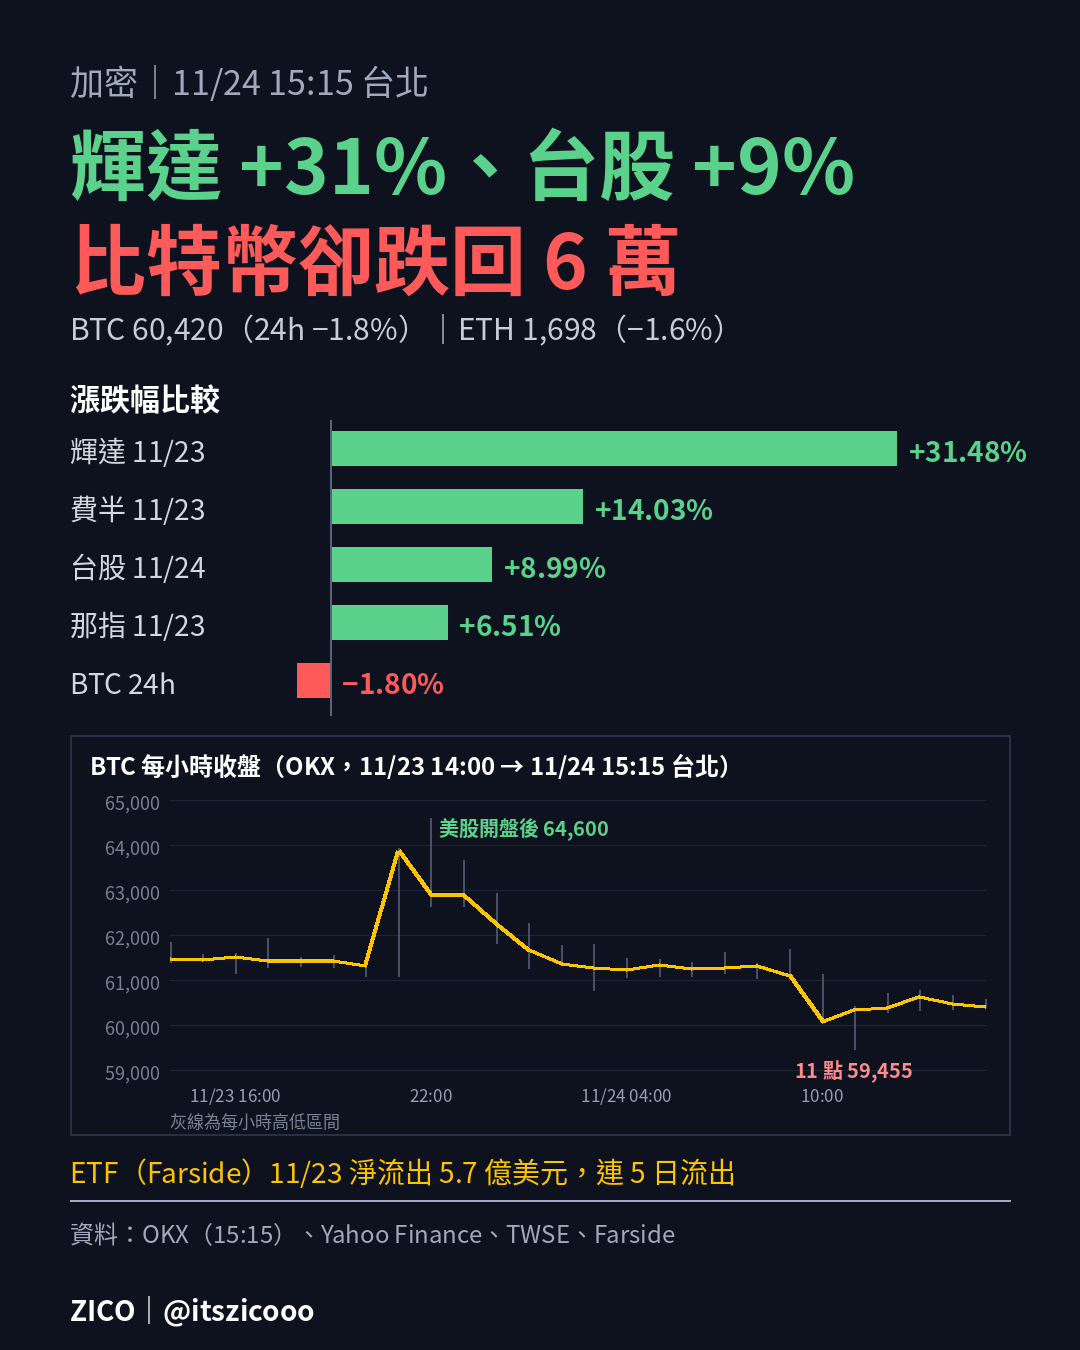 加密｜11/24 15:15 台北
輝達 +31%、台股 +9%
比特幣卻跌回 6 萬
BTC 60,420（24h −1.8%）｜ETH 1,698（−1.6%）
漲跌幅比較
輝達 11/23 +31.48%
費半 11/23 +14.03%
台股 11/24 +8.99%
那指 11/23 +6.51%
BTC 24h −1.80%
BTC 每小時收盤（OKX，11/23 14:00 → 11/24 15:15 台北）
65,000
美股開盤後 64,600
64,000
63,000
62,000
61,000
60,000
59,000
11 點 59,455
11/23 16:00 22:00 11/24 04:00 10:00
灰線為每小時高低區間
ETF（Farside）11/23 淨流出 5.7 億美元，連 5 日流出
資料：OKX（15:15）、Yahoo Finance、TWSE、Farside
ZICO｜@itszicooo